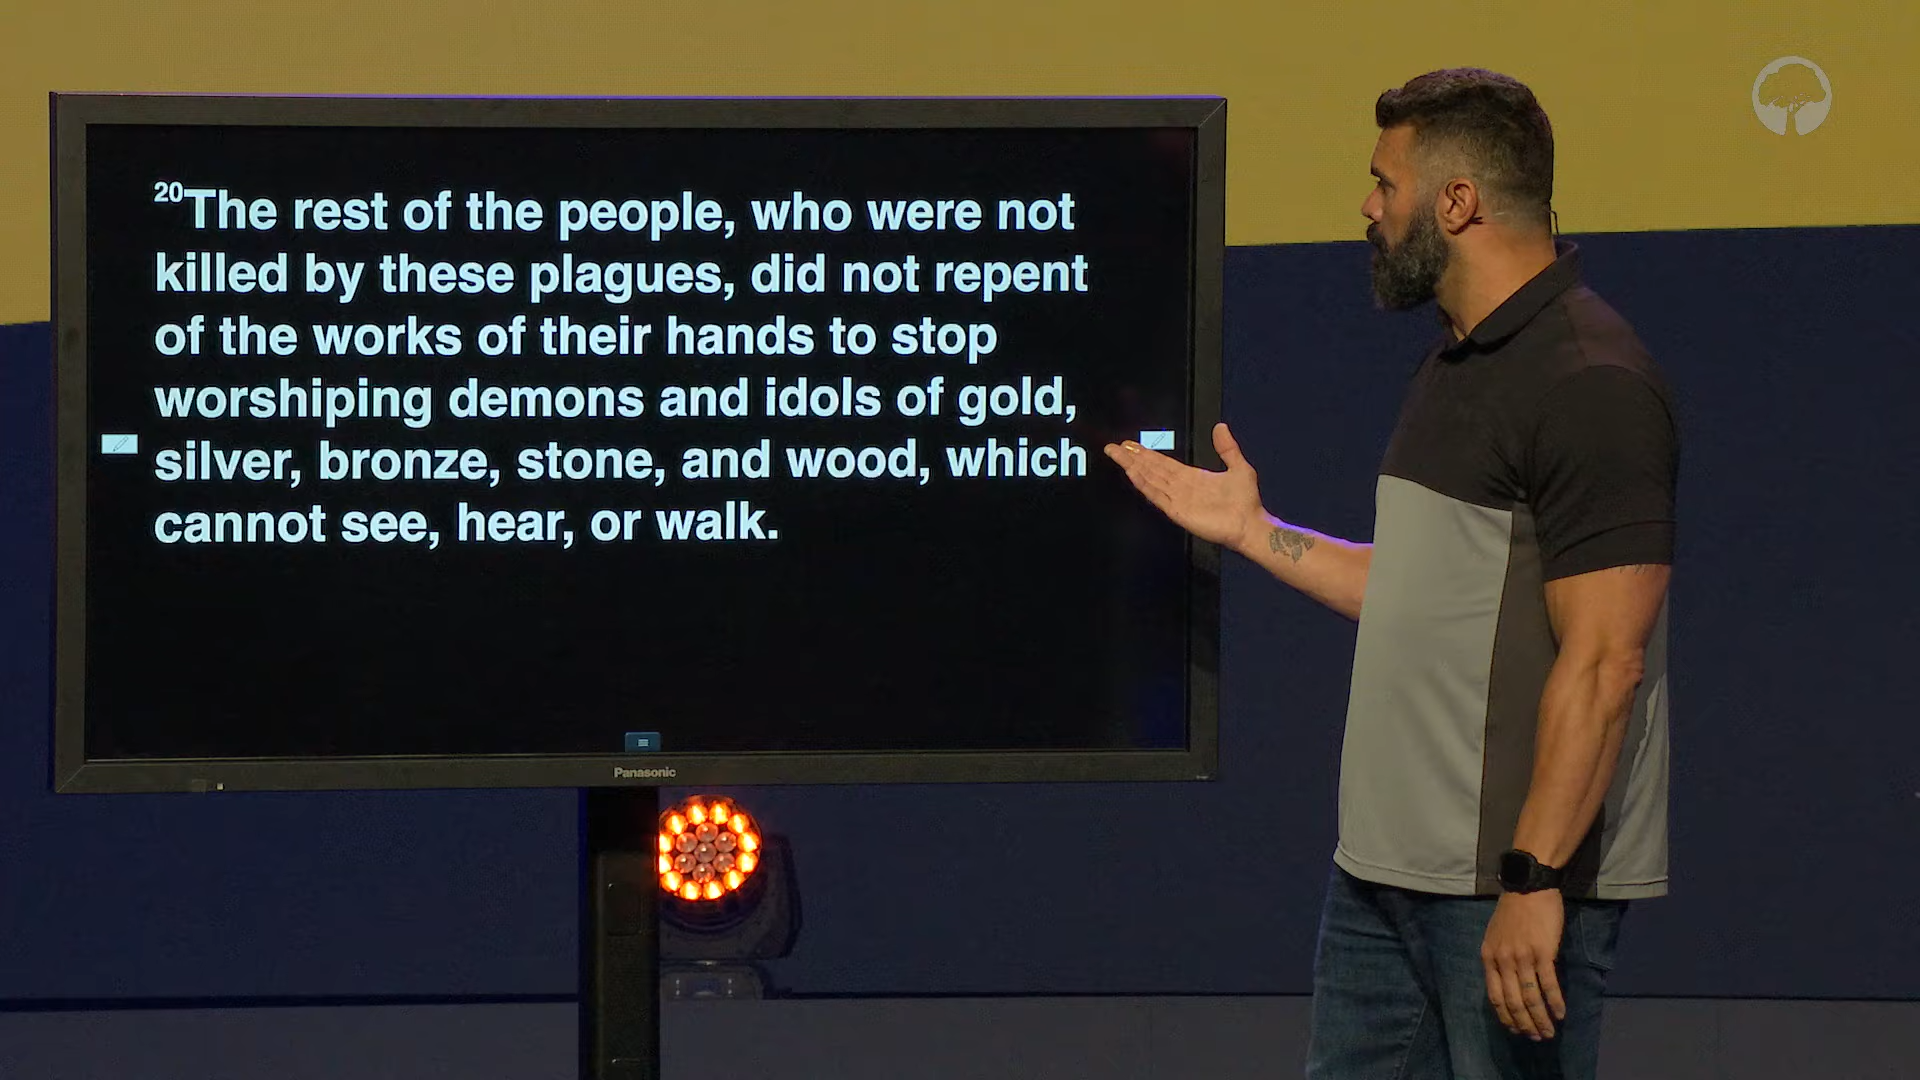 20The rest of the people, who were not
killed by these plagues, did not repent
of the works of their hands to stop
worshiping demons and idols of gold,
silver, bronze, stone, and wood, which
cannot see, hear, or walk.
Panasonic